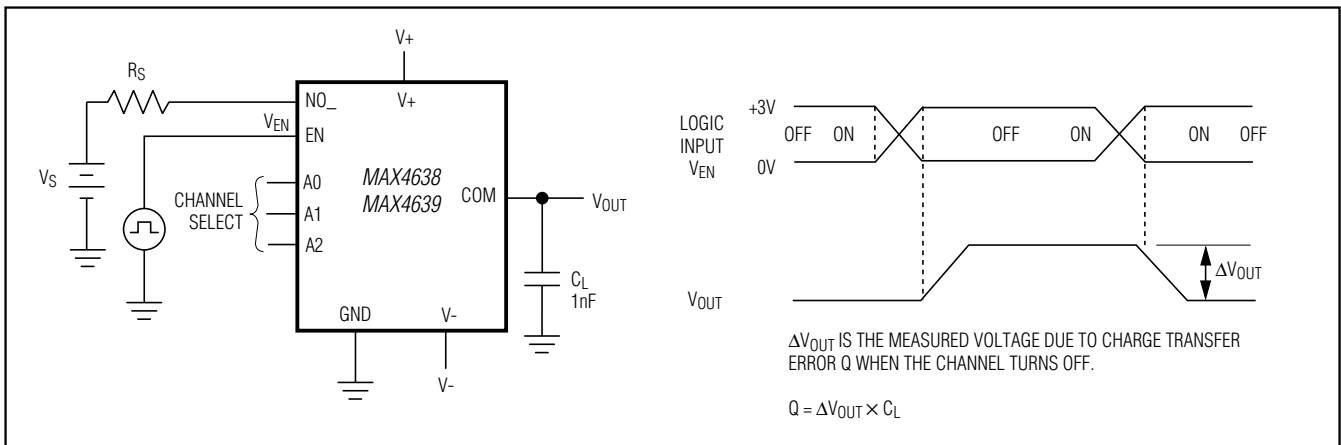 V+
RS
NO_
V+
VEN
EN
VS
CHANNEL
SELECT
A0
A1
A2
MAX4638
MAX4639
COM
VOUT
CL
1nF
GND
V-
V-
LOGIC
INPUT
VEN
+3V
0V
OFF ON OFF ON ON OFF
VOUT
ΔVOUT
ΔVOUT IS THE MEASURED VOLTAGE DUE TO CHARGE TRANSFER
ERROR Q WHEN THE CHANNEL TURNS OFF.
Q = ΔVOUT × CL